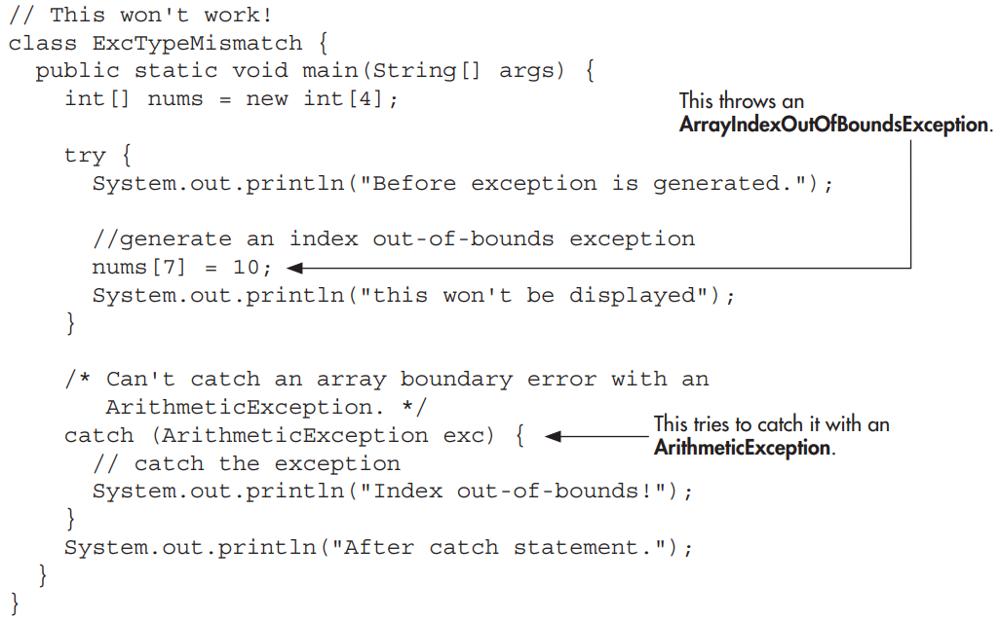 // This won't work!
class ExcTypeMismatch {
  public static void main(String[] args) {
    int[] nums = new int[4];
This throws an
ArrayIndexOutOfBoundsException.
    try {
      System.out.println("Before exception is generated.");
      //generate an index out-of-bounds exception
      nums[7] = 10;
      System.out.println("this won't be displayed");
    }
    /* Can't catch an array boundary error with an
       ArithmeticException. */
    catch (ArithmeticException exc) {
This tries to catch it with an
ArithmeticException.
      // catch the exception
      System.out.println("Index out-of-bounds!");
    }
    System.out.println("After catch statement.");
  }
}